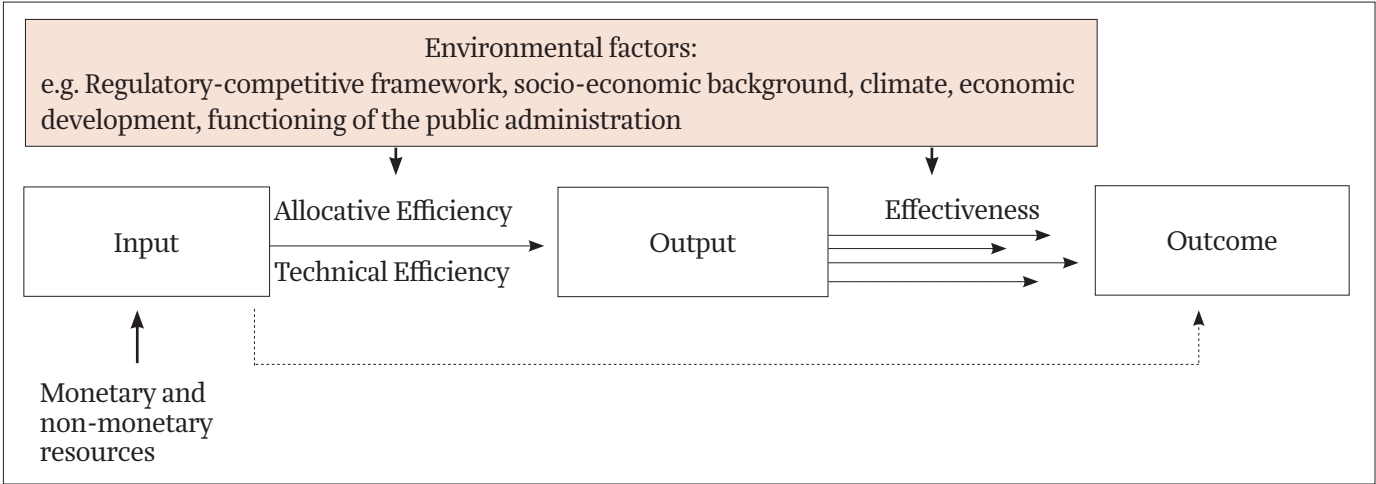 Environmental factors:
e.g. Regulatory-competitive framework, socio-economic background, climate, economic
development, functioning of the public administration
Input
Allocative Efficiency
Technical Efficiency
Output
Effectiveness
Outcome
Monetary and
non-monetary
resources